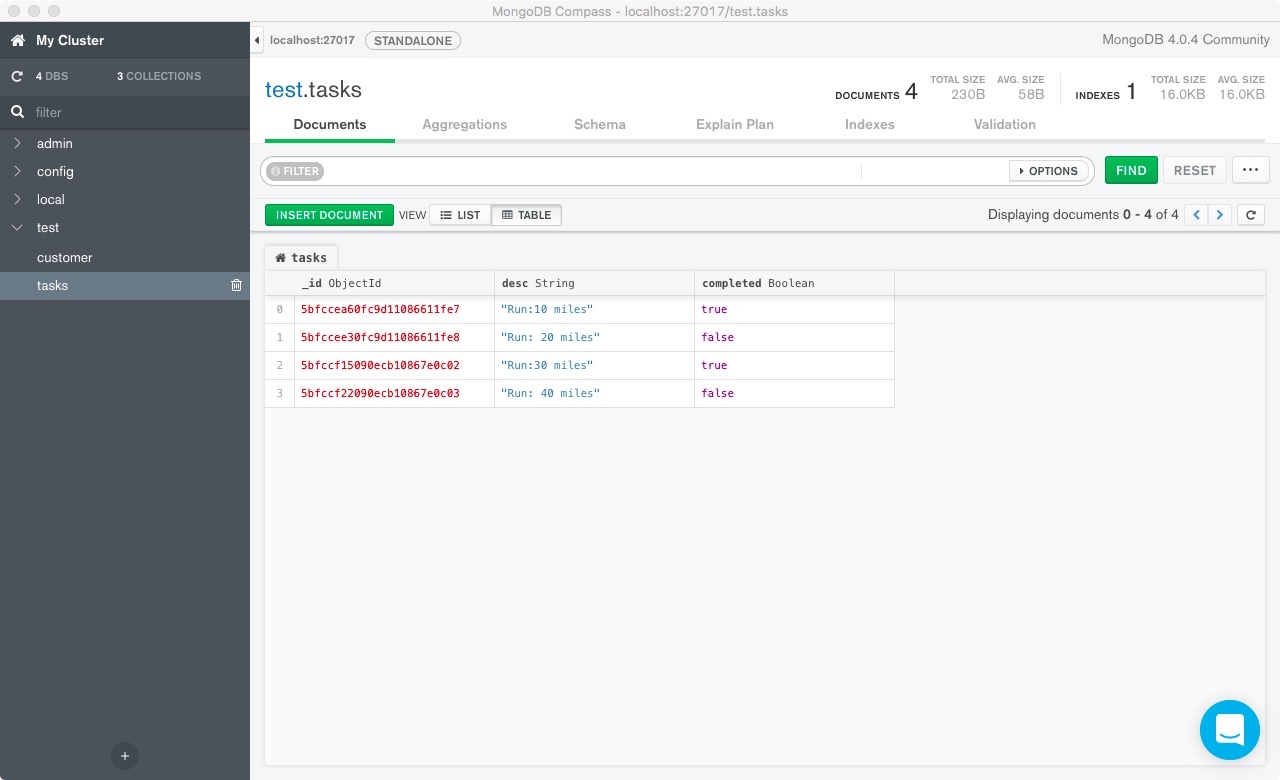 MongoDB Compass - localhost:27017/test.tasks
My Cluster
4 DBS 3 COLLECTIONS
filter
admin
config
local
test
customer
tasks
localhost:27017 STANDALONE MongoDB 4.0.4 Community
test.tasks
DOCUMENTS 4 TOTAL SIZE 230B AVG. SIZE 58B INDEXES 1 TOTAL SIZE 16.0KB AVG. SIZE 16.0KB
Documents Aggregations Schema Explain Plan Indexes Validation
FILTER OPTIONS FIND RESET ...
INSERT DOCUMENT VIEW LIST TABLE Displaying documents 0 - 4 of 4
tasks
_id ObjectId desc String completed Boolean
0 5bfccea60fc9d11086611fe7 "Run:10 miles" true
1 5bfccee30fc9d11086611fe8 "Run: 20 miles" false
2 5bfccf15090ecb10867e0c02 "Run:30 miles" true
3 5bfccf22090ecb10867e0c03 "Run: 40 miles" false